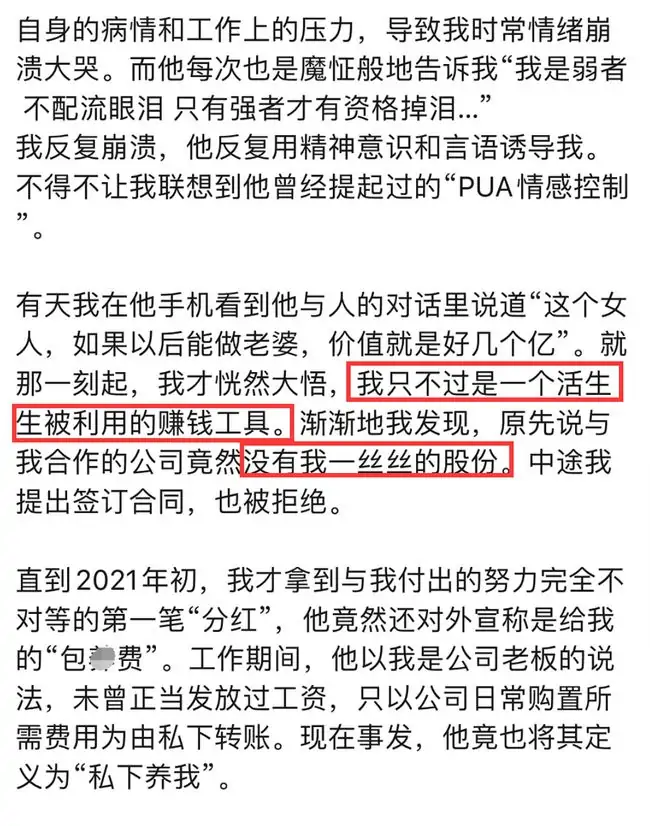 自身的病情和工作上的压力，导致我时常情绪崩
溃大哭。而他每次也是魔怔般地告诉我“我是弱者
不配流眼泪 只有强者才有资格掉泪...”
我反复崩溃，他反复用精神意识和言语诱导我。
不得不让我联想到他曾经提起过的“PUA情感控制
”。
有天我在他手机看到他与人的对话里说道“这个女
人，如果以后能做老婆，价值就是好几个亿”。就
那一刻起，我才恍然大悟，我只不过是一个活生
生被利用的赚钱工具。渐渐地我发现，原先说与
我合作的公司竟然没有我一丝丝的股份。中途我
提出签订合同，也被拒绝。
直到2021年初，我才拿到与我付出的努力完全不
对等的第一笔“分红”，他竟然还对外宣称是给我
的“包费”。工作期间，他以我是公司老板的说
法，未曾正当发放过工资，只以公司日常购置所
需费用为由私下转账。现在事发，他竟也将其定
义为“私下养我”。